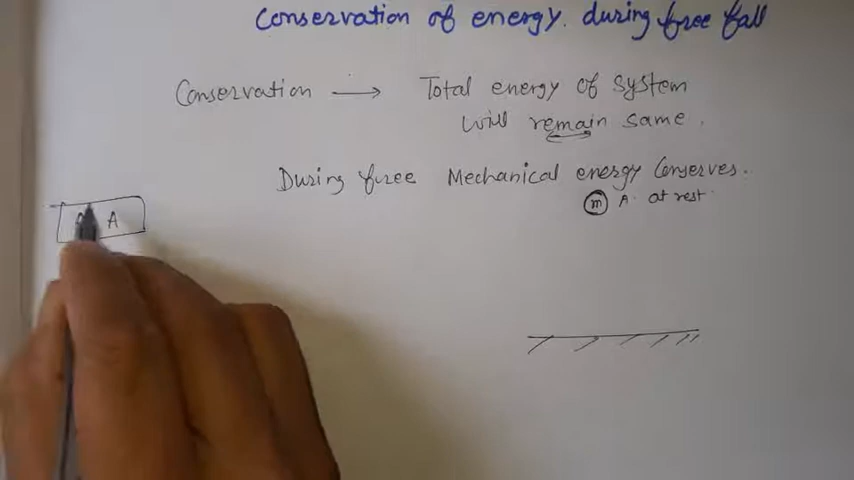 Conservation of energy. during free fall
Conservation → Total energy of system
will remain same.
During free Mechanical energy Conserves.
m A. at rest.
A